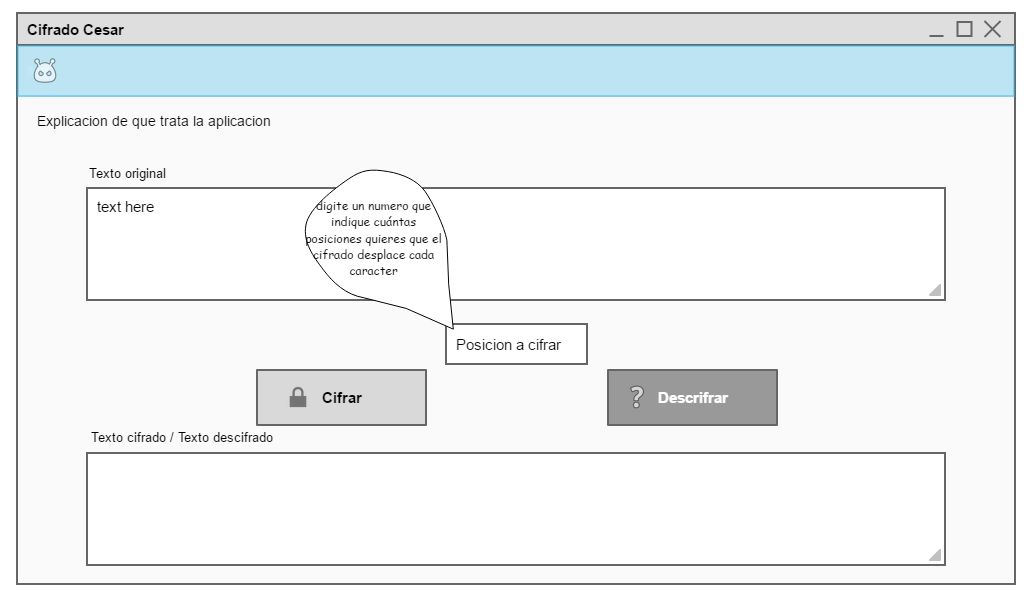 Cifrado Cesar
Explicacion de que trata la aplicacion
Texto original
text here
digite un numero que
indique cuántas
posiciones quieres que el
cifrado desplace cada
caracter
Posicion a cifrar
Cifrar
Descrifrar
Texto cifrado / Texto descifrado